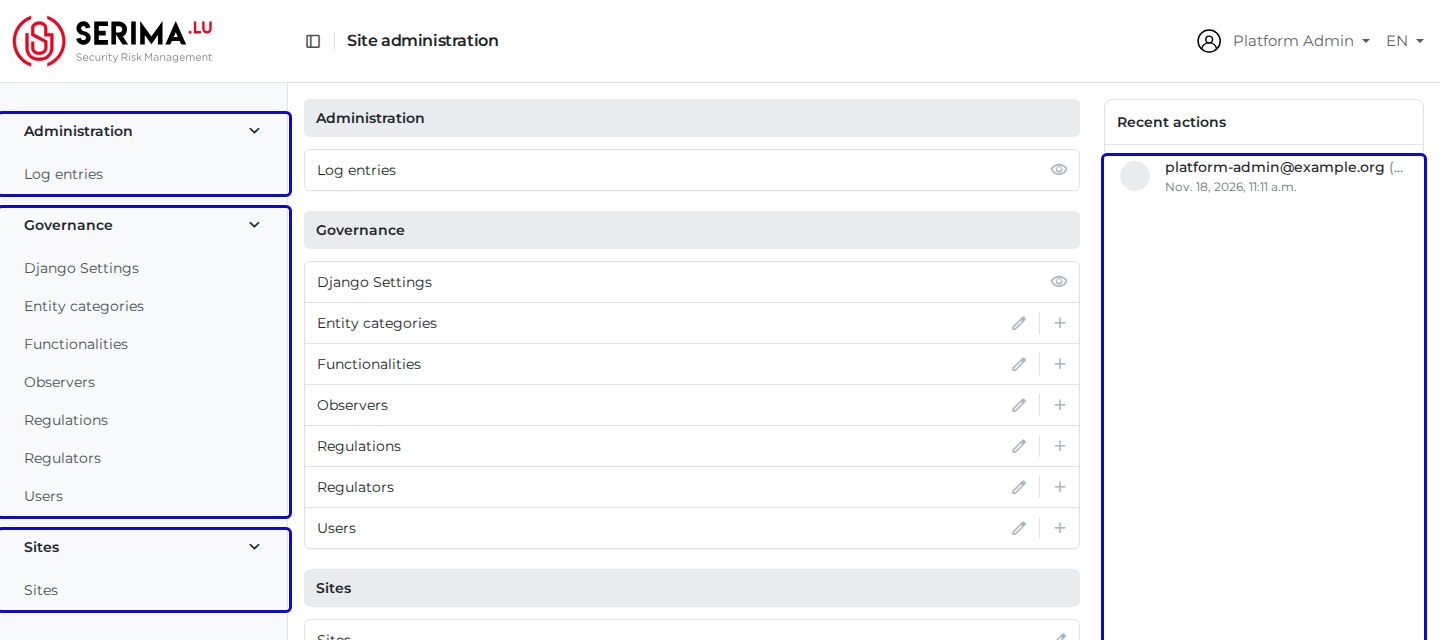 SERIMA.LU
Security Risk Management
Site administration
Platform Admin
EN
Administration
Log entries
Governance
Django Settings
Entity categories
Functionalities
Observers
Regulations
Regulators
Users
Sites
Sites
Administration
Log entries
Governance
Django Settings
Entity categories
Functionalities
Observers
Regulations
Regulators
Users
Sites
Sites
Recent actions
platform-admin@example.org (...
Nov. 18, 2026, 11:11 a.m.